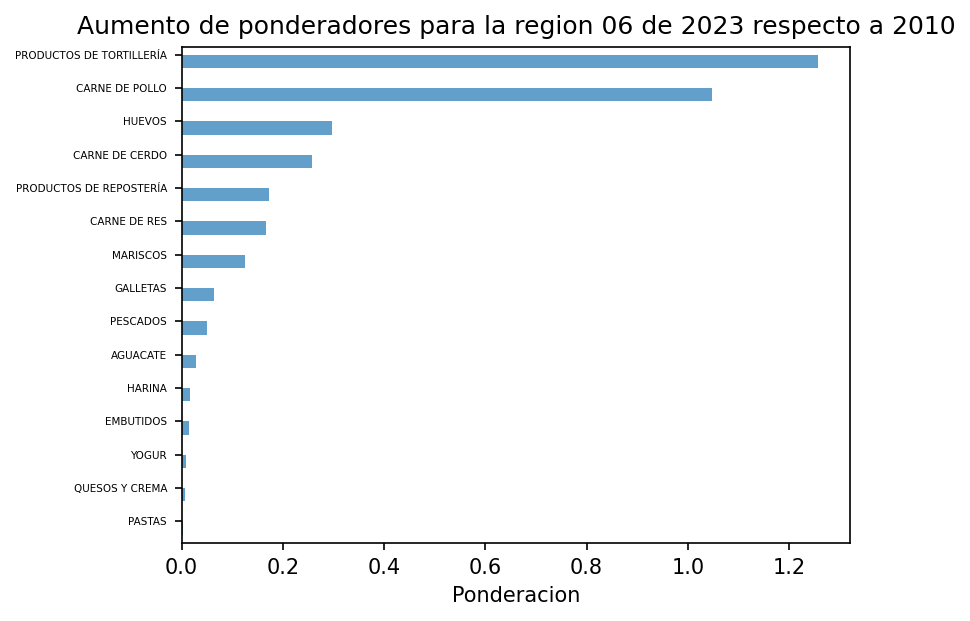 Aumento de ponderadores para la region 06 de 2023 respecto a 2010
PRODUCTOS DE TORTILLERÍA
CARNE DE POLLO
HUEVOS
CARNE DE CERDO
PRODUCTOS DE REPOSTERÍA
CARNE DE RES
MARISCOS
GALLETAS
PESCADOS
AGUACATE
HARINA
EMBUTIDOS
YOGUR
QUESOS Y CREMA
PASTAS
0.0 0.2 0.4 0.6 0.8 1.0 1.2
Ponderacion